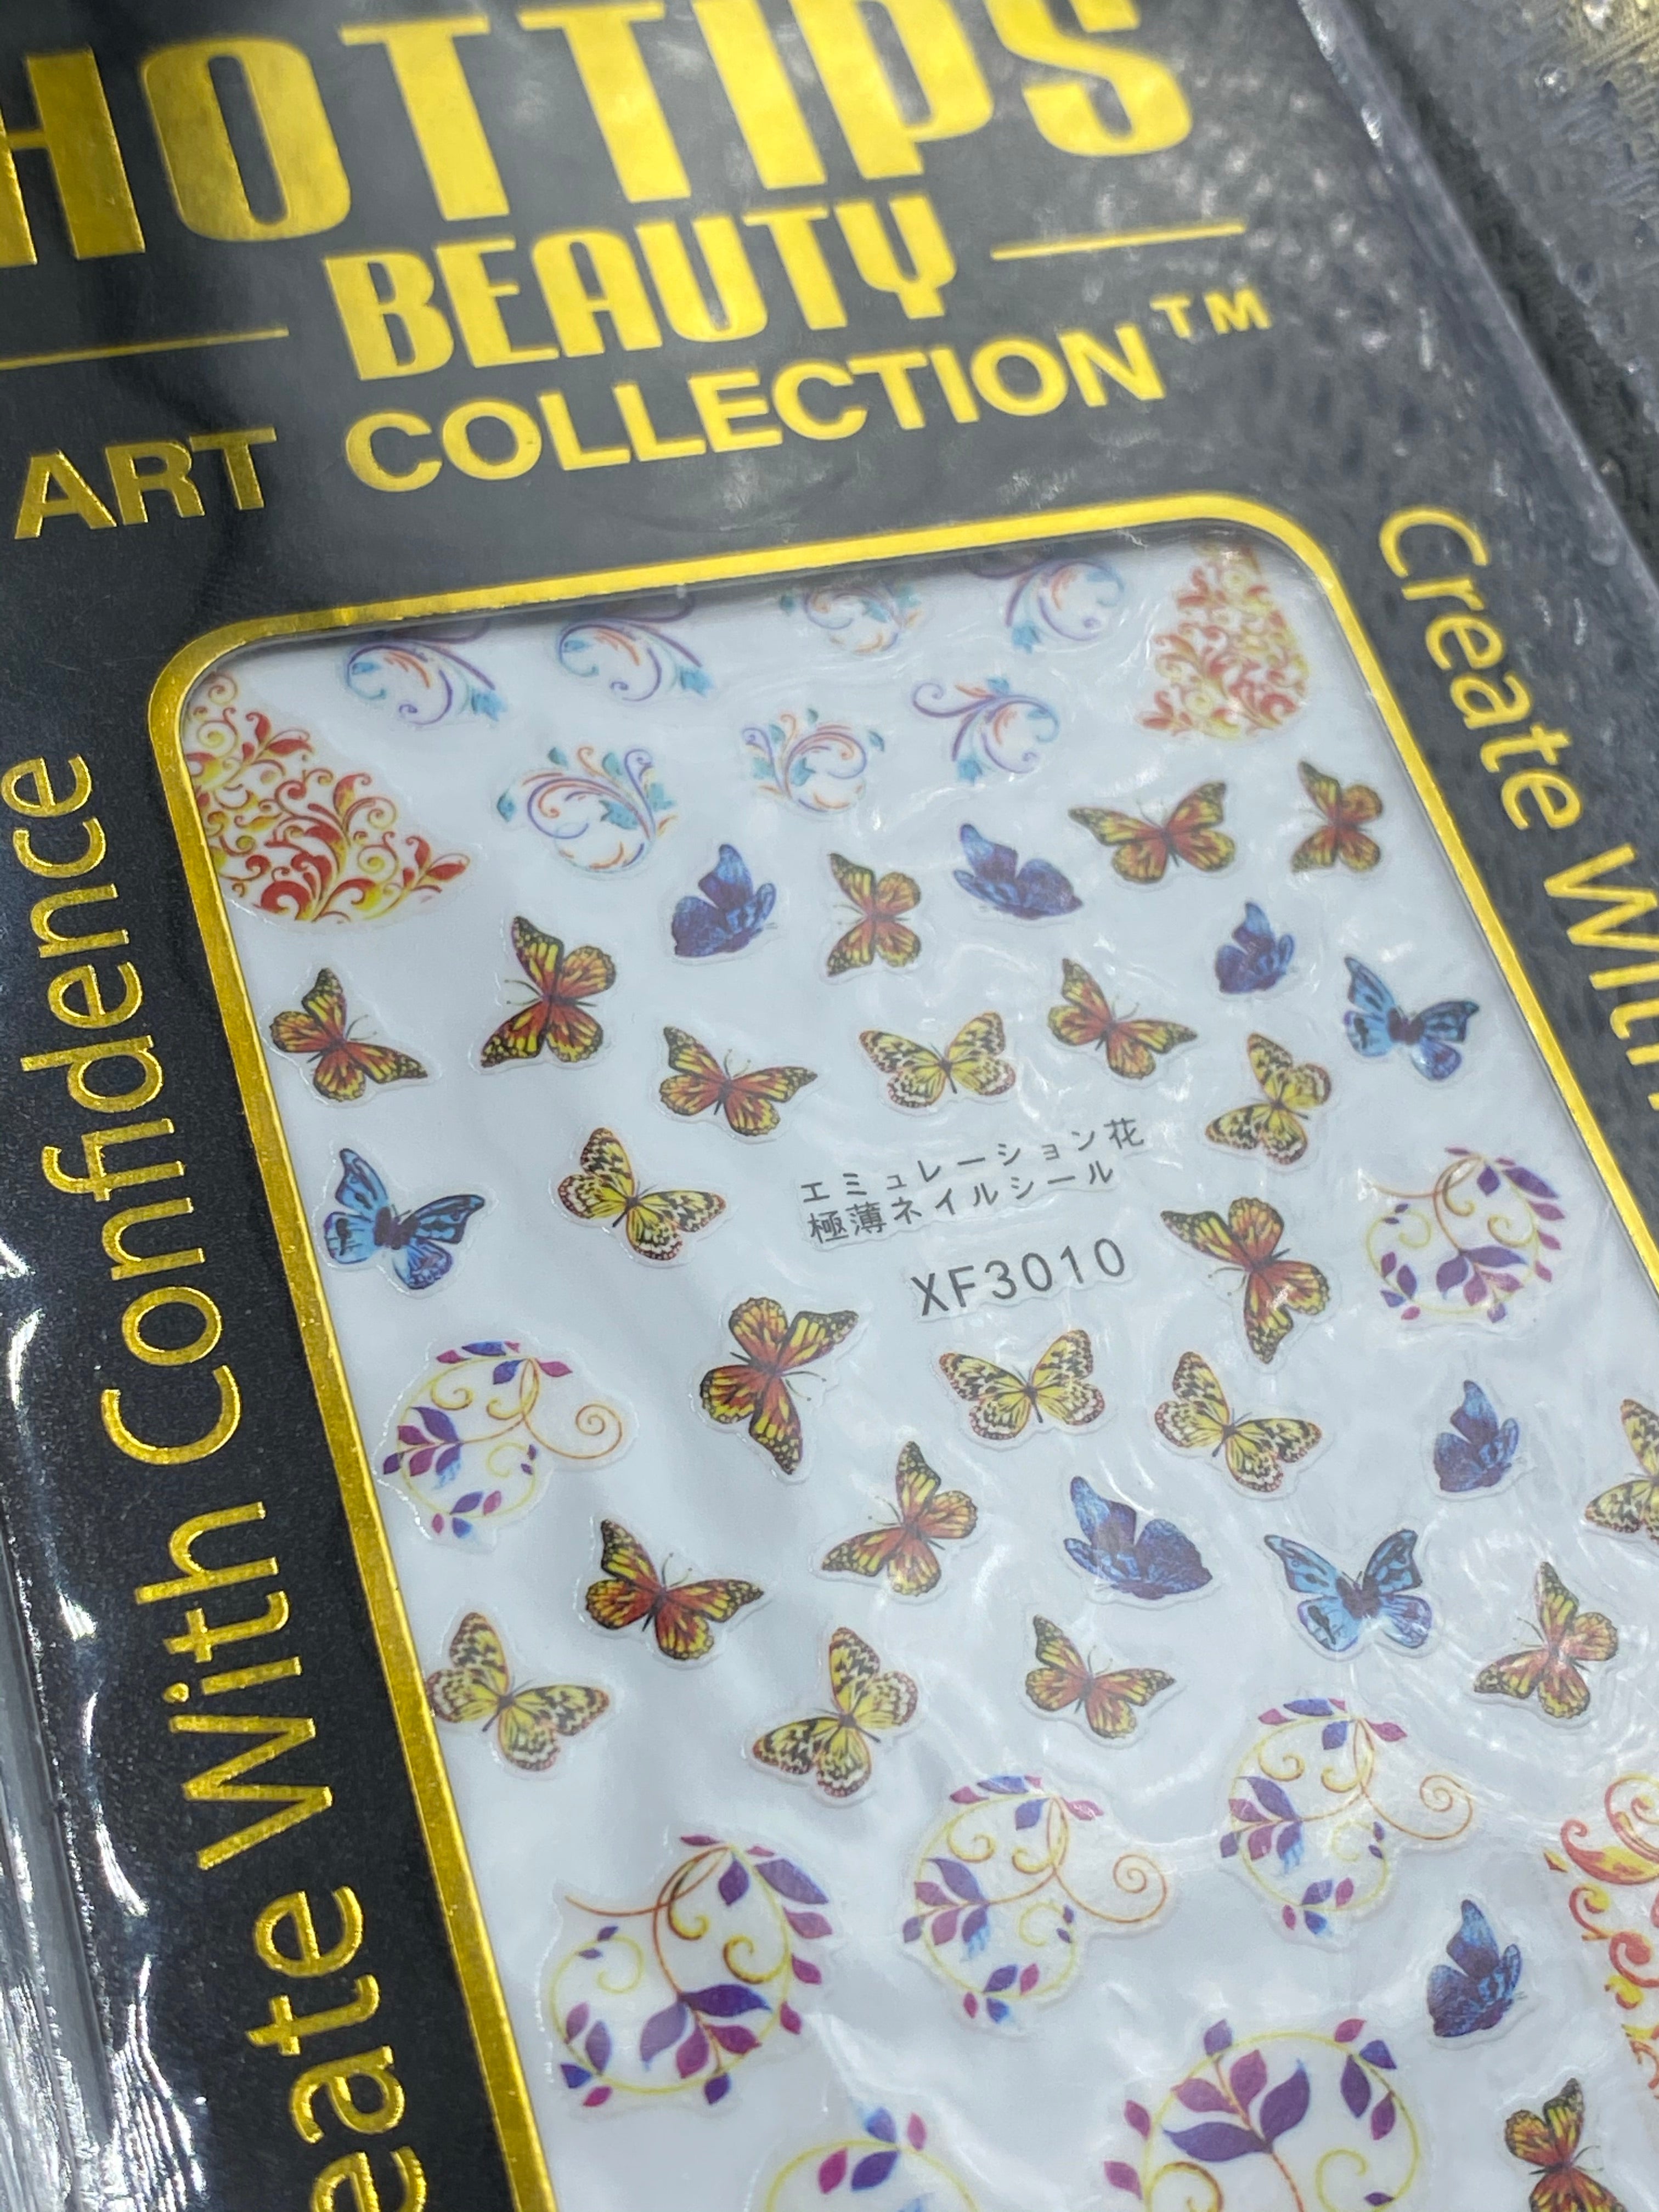 HOTTIPS
BEAUTY
ART COLLECTION™
Create With
Create With Confidence
エミュレーション花
極薄ネイルシール
XF3010